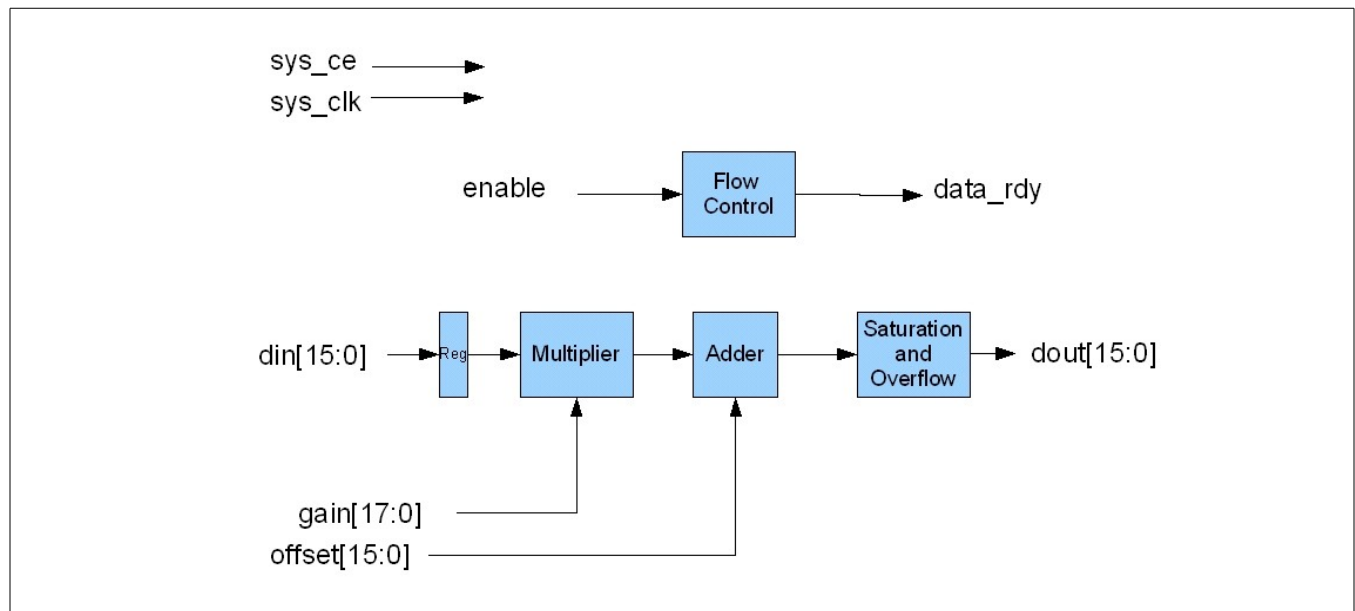 sys_ce
sys_clk
enable
Flow
Control
data_rdy
din[15:0]
Reg
Multiplier
Adder
Saturation
and
Overflow
dout[15:0]
gain[17:0]
offset[15:0]